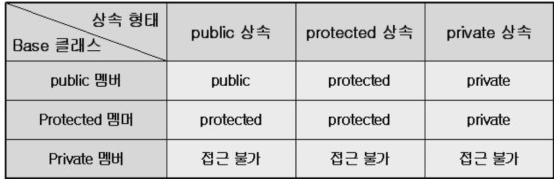 상속 형태
Base 클래스
public 상속 protected 상속 private 상속
public 멤버 public protected private
Protected 멤머 protected protected private
Private 멤버 접근 불가 접근 불가 접근 불가